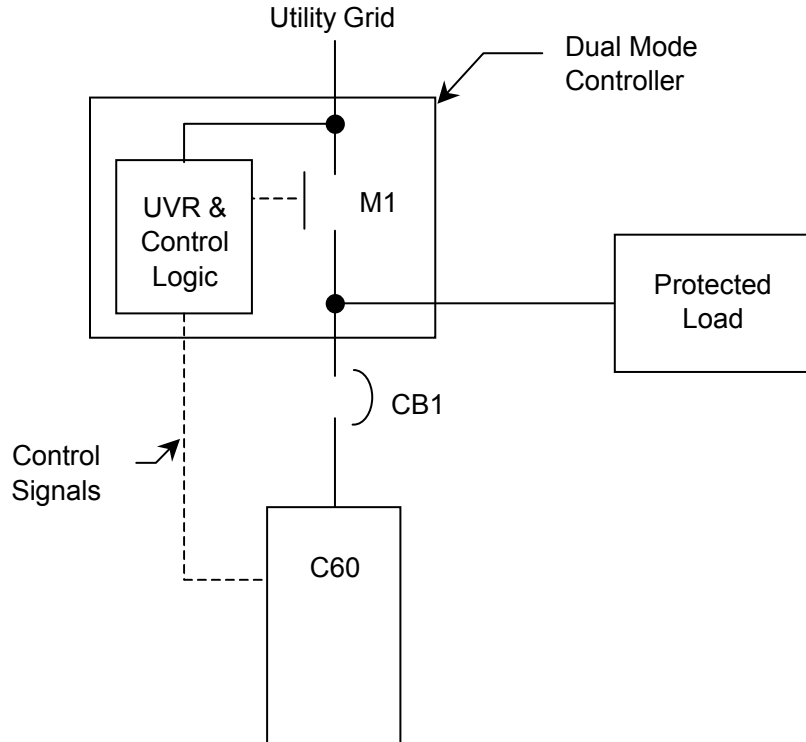 Utility Grid
Dual Mode
Controller
UVR &
Control
Logic
M1
Protected
Load
CB1
Control
Signals
C60